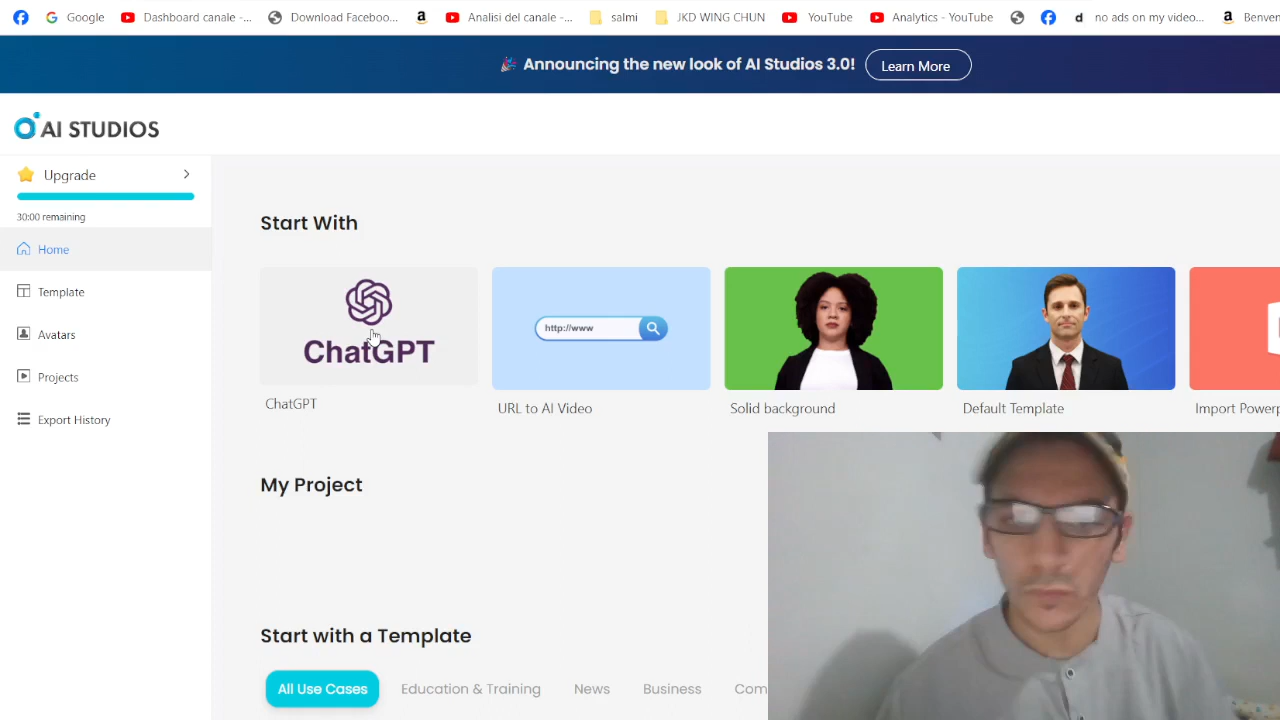 Google
Dashboard canale -...
Download Faceboo...
Analisi del canale -...
salmi
JKD WING CHUN
YouTube
Analytics - YouTube
no ads on my video...
Benven
🎉 Announcing the new look of AI Studios 3.0!
Learn More
AI STUDIOS
Upgrade
30:00 remaining
Home
Template
Avatars
Projects
Export History
Start With
ChatGPT
http://www
ChatGPT
URL to AI Video
Solid background
Default Template
Import Powerp
My Project
Start with a Template
All Use Cases
Education & Training
News
Business
Com